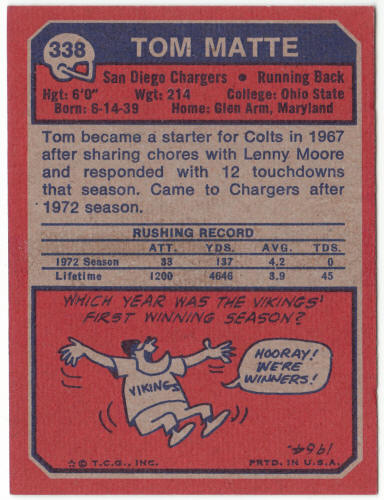 338
TOM MATTE
San Diego Chargers • Running Back
Hgt: 6'0" Wgt: 214 College: Ohio State
Born: 6-14-39 Home: Glen Arm, Maryland
Tom became a starter for Colts in 1967
after sharing chores with Lenny Moore
and responded with 12 touchdowns
that season. Came to Chargers after
1972 season.
RUSHING RECORD
ATT. YDS. AVG. TDS.
1972 Season 33 137 4.2 0
Lifetime 1200 4646 3.9 45
WHICH YEAR WAS THE VIKINGS'
FIRST WINNING SEASON?
HOORAY!
WE'RE
WINNERS!
VIKINGS
1964.
☆ © T.C.G., INC. PRTD. IN U.S.A.